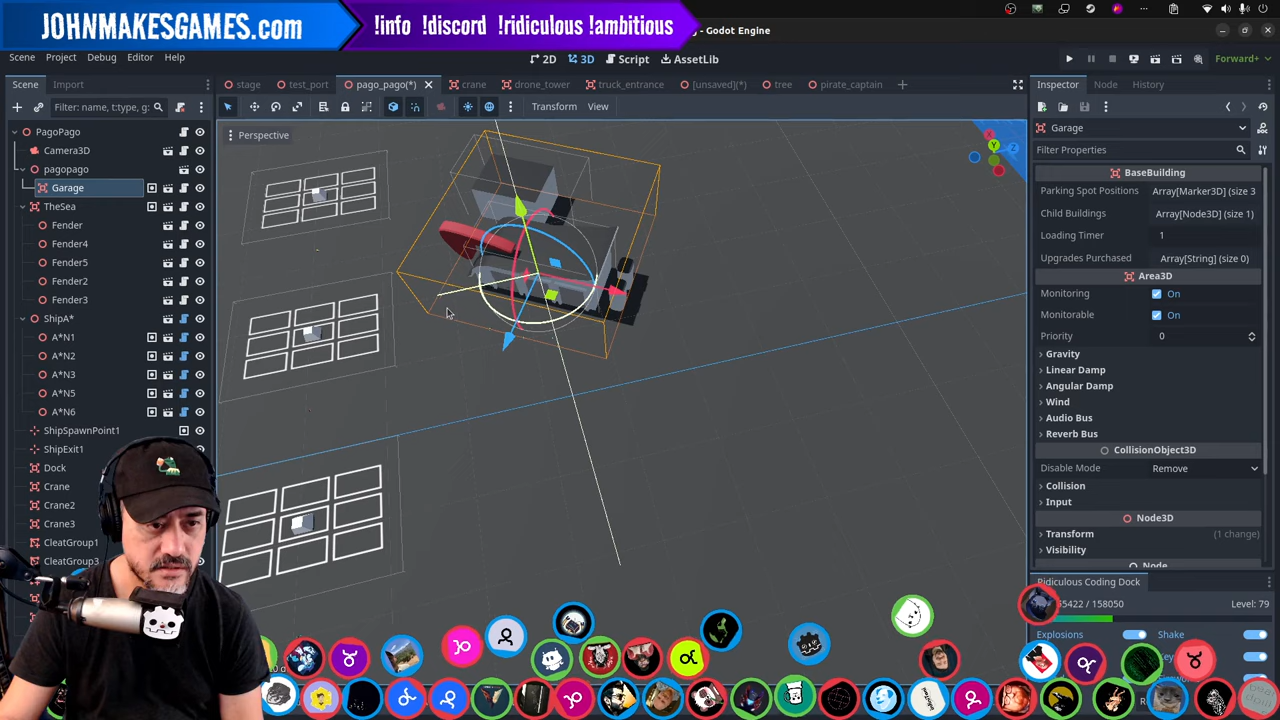 JOHNMAKESGAMES.com
!info !discord !ridiculous !ambitious
- Godot Engine
Scene Project Debug Editor Help
2D 3D Script AssetLib
Forward+
Scene Import
stage test_port pago_pago(*) crane drone_tower truck_entrance [unsaved](*) tree pirate_captain
Inspector Node History
Filter: name, t:type, g:
Transform View
Perspective
PagoPago
Camera3D
pagopago
Garage
TheSea
Fender
Fender4
Fender5
Fender2
Fender3
ShipA*
A*N1
A*N2
A*N3
A*N5
A*N6
ShipSpawnPoint1
ShipExit1
Dock
Crane
Crane2
Crane3
CleatGroup1
CleatGroup3
Garage
Filter Properties
BaseBuilding
Parking Spot Positions Array[Marker3D] (size 3
Child Buildings Array[Node3D] (size 1)
Loading Timer 1
Upgrades Purchased Array[String] (size 0)
Area3D
Monitoring On
Monitorable On
Priority 0
Gravity
Linear Damp
Angular Damp
Wind
Audio Bus
Reverb Bus
CollisionObject3D
Disable Mode Remove
Collision
Input
Node3D
Transform (1 change)
Visibility
Node
Ridiculous Coding Dock
55422 / 158050 Level: 79
Explosions Shake